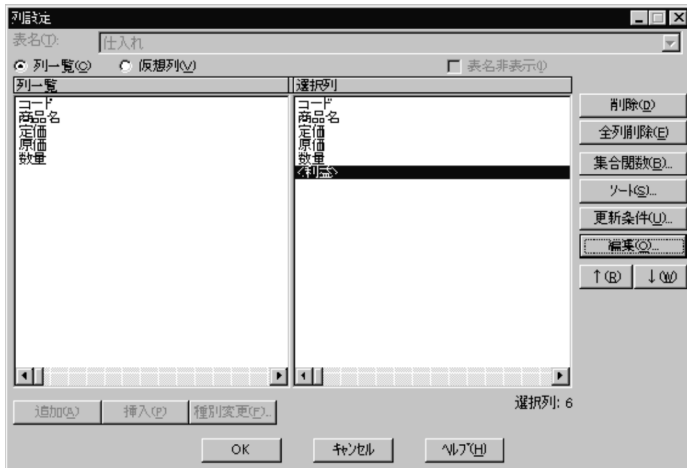 列設定
表名(T):
仕入れ
列一覧(C)
仮想列(V)
表名非表示(I)
列一覧
選択列
コード
商品名
定価
原価
数量
コード
商品名
定価
原価
数量
<利益>
削除(D)
全列削除(E)
集合関数(B)...
ソート(S)...
更新条件(U)...
編集(O)...
↑(R)
↓(W)
選択列: 6
追加(A)
挿入(P)
種別変更(F)...
OK
キャンセル
ヘルプ(H)